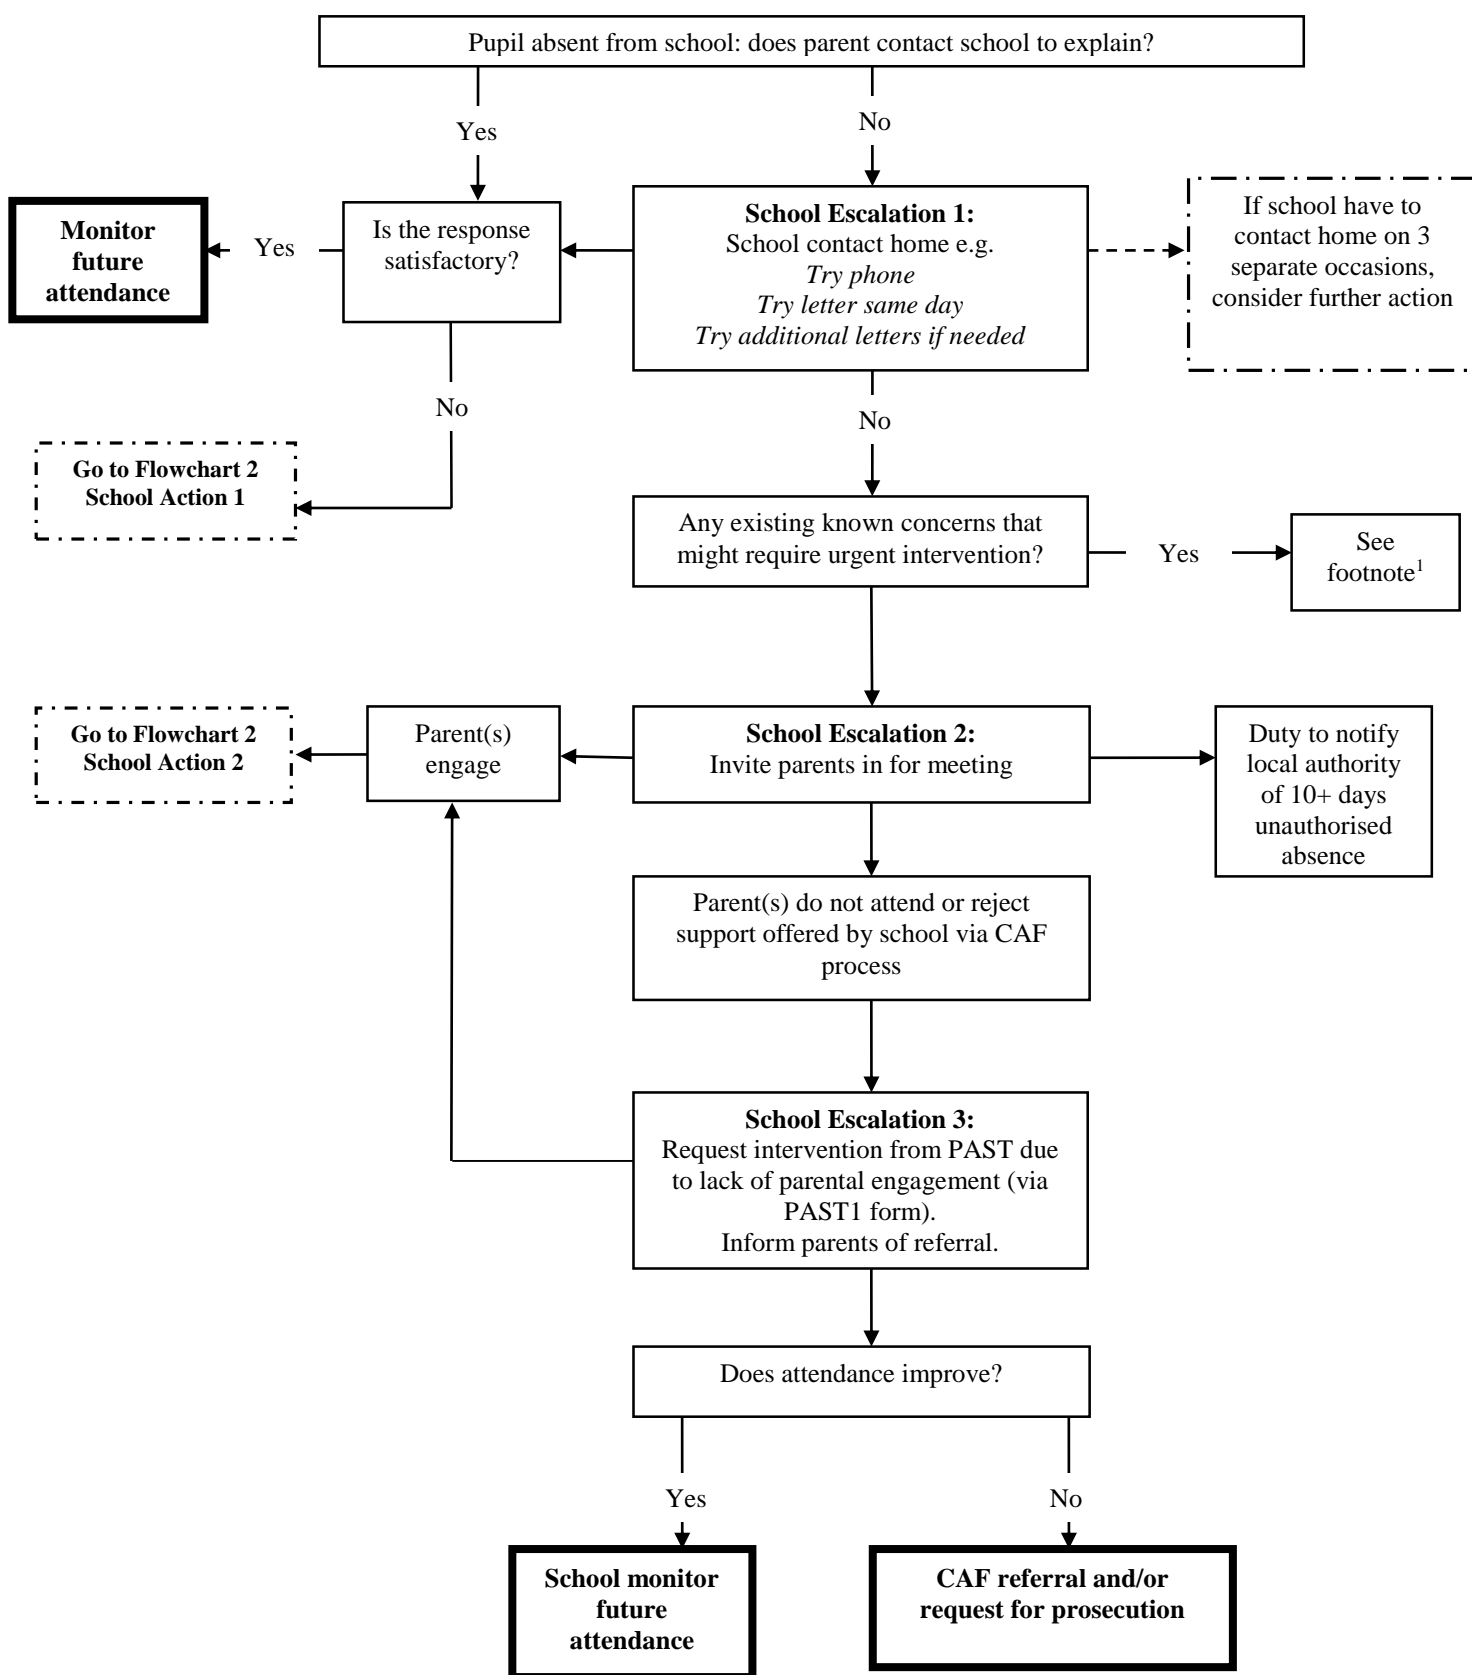 Pupil absent from school: does parent contact school to explain?
Yes
No
Monitor
future
attendance
Yes
Is the response
satisfactory?
School Escalation 1:
School contact home e.g.
Try phone
Try letter same day
Try additional letters if needed
If school have to
contact home on 3
separate occasions,
consider further action
No
No
Go to Flowchart 2
School Action 1
Any existing known concerns that
might require urgent intervention?
Yes
See
footnote1
Go to Flowchart 2
School Action 2
Parent(s)
engage
School Escalation 2:
Invite parents in for meeting
Duty to notify
local authority
of 10+ days
unauthorised
absence
Parent(s) do not attend or reject
support offered by school via CAF
process
School Escalation 3:
Request intervention from PAST due
to lack of parental engagement (via
PAST1 form).
Inform parents of referral.
Does attendance improve?
Yes
No
School monitor
future
attendance
CAF referral and/or
request for prosecution